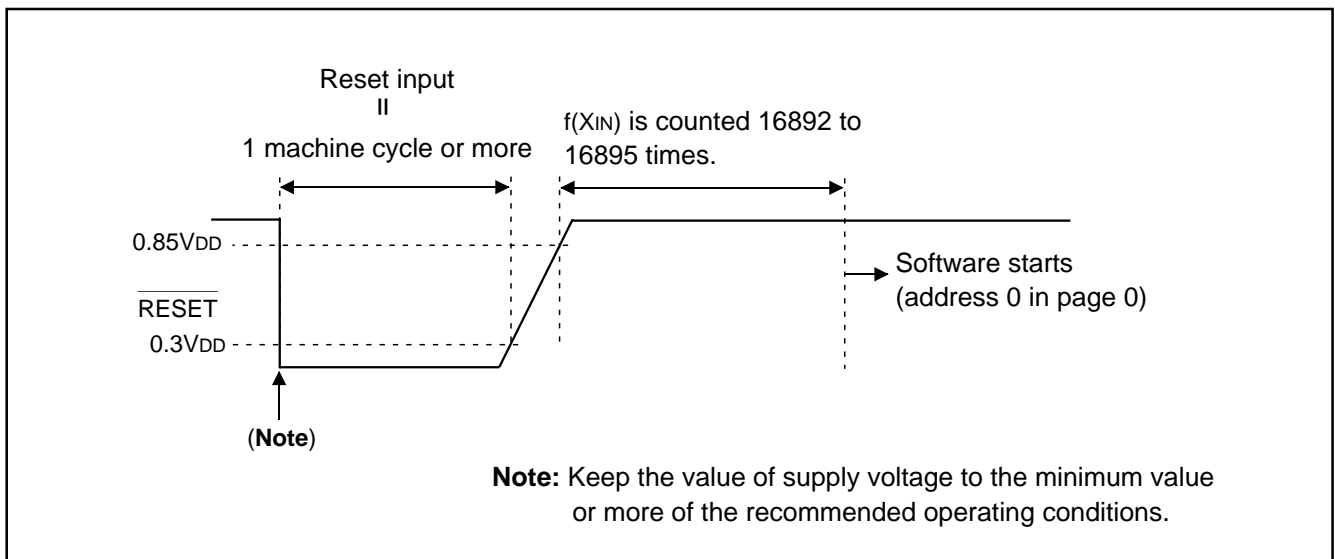 Reset input
=
1 machine cycle or more
f(XIN) is counted 16892 to
16895 times.
0.85VDD
RESET
0.3VDD
Software starts
(address 0 in page 0)
(Note)
Note: Keep the value of supply voltage to the minimum value
or more of the recommended operating conditions.